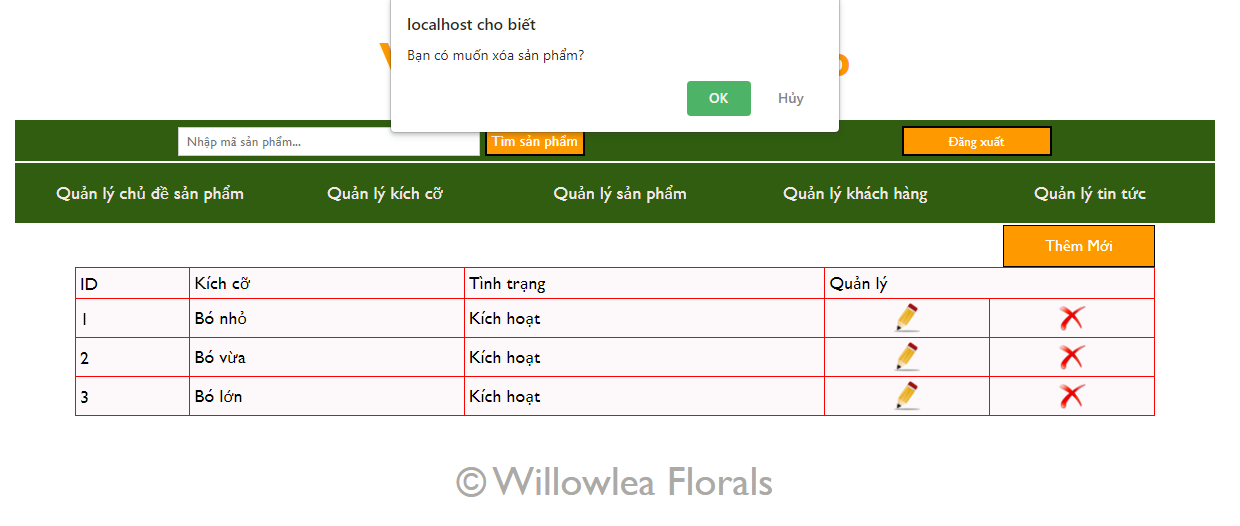 localhost cho biết
Bạn có muốn xóa sản phẩm?
OK Hủy
Nhập mã sản phẩm... Tìm sản phẩm Đăng xuất
Quản lý chủ đề sản phẩm Quản lý kích cỡ Quản lý sản phẩm Quản lý khách hàng Quản lý tin tức
Thêm Mới
ID Kích cỡ Tình trạng Quản lý
1 Bó nhỏ Kích hoạt
2 Bó vừa Kích hoạt
3 Bó lớn Kích hoạt
© Willowlea Florals